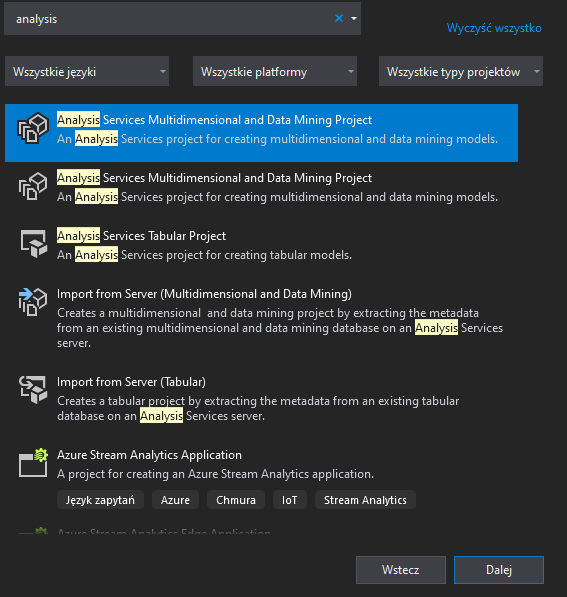 analysis
Wyczyść wszystko
Wszystkie języki
Wszystkie platformy
Wszystkie typy projektów
Analysis Services Multidimensional and Data Mining Project
An Analysis Services project for creating multidimensional and data mining models.
Analysis Services Multidimensional and Data Mining Project
An Analysis Services project for creating multidimensional and data mining models.
Analysis Services Tabular Project
An Analysis Services project for creating tabular models.
Import from Server (Multidimensional and Data Mining)
Creates a multidimensional and data mining project by extracting the metadata
from an existing multidimensional and data mining database on an Analysis Services
server.
Import from Server (Tabular)
Creates a tabular project by extracting the metadata from an existing tabular
database on an Analysis Services server.
Azure Stream Analytics Application
A project for creating an Azure Stream Analytics application.
Język zapytań
Azure
Chmura
IoT
Stream Analytics
Azure Stream Analytics Edge Application
Wstecz
Dalej